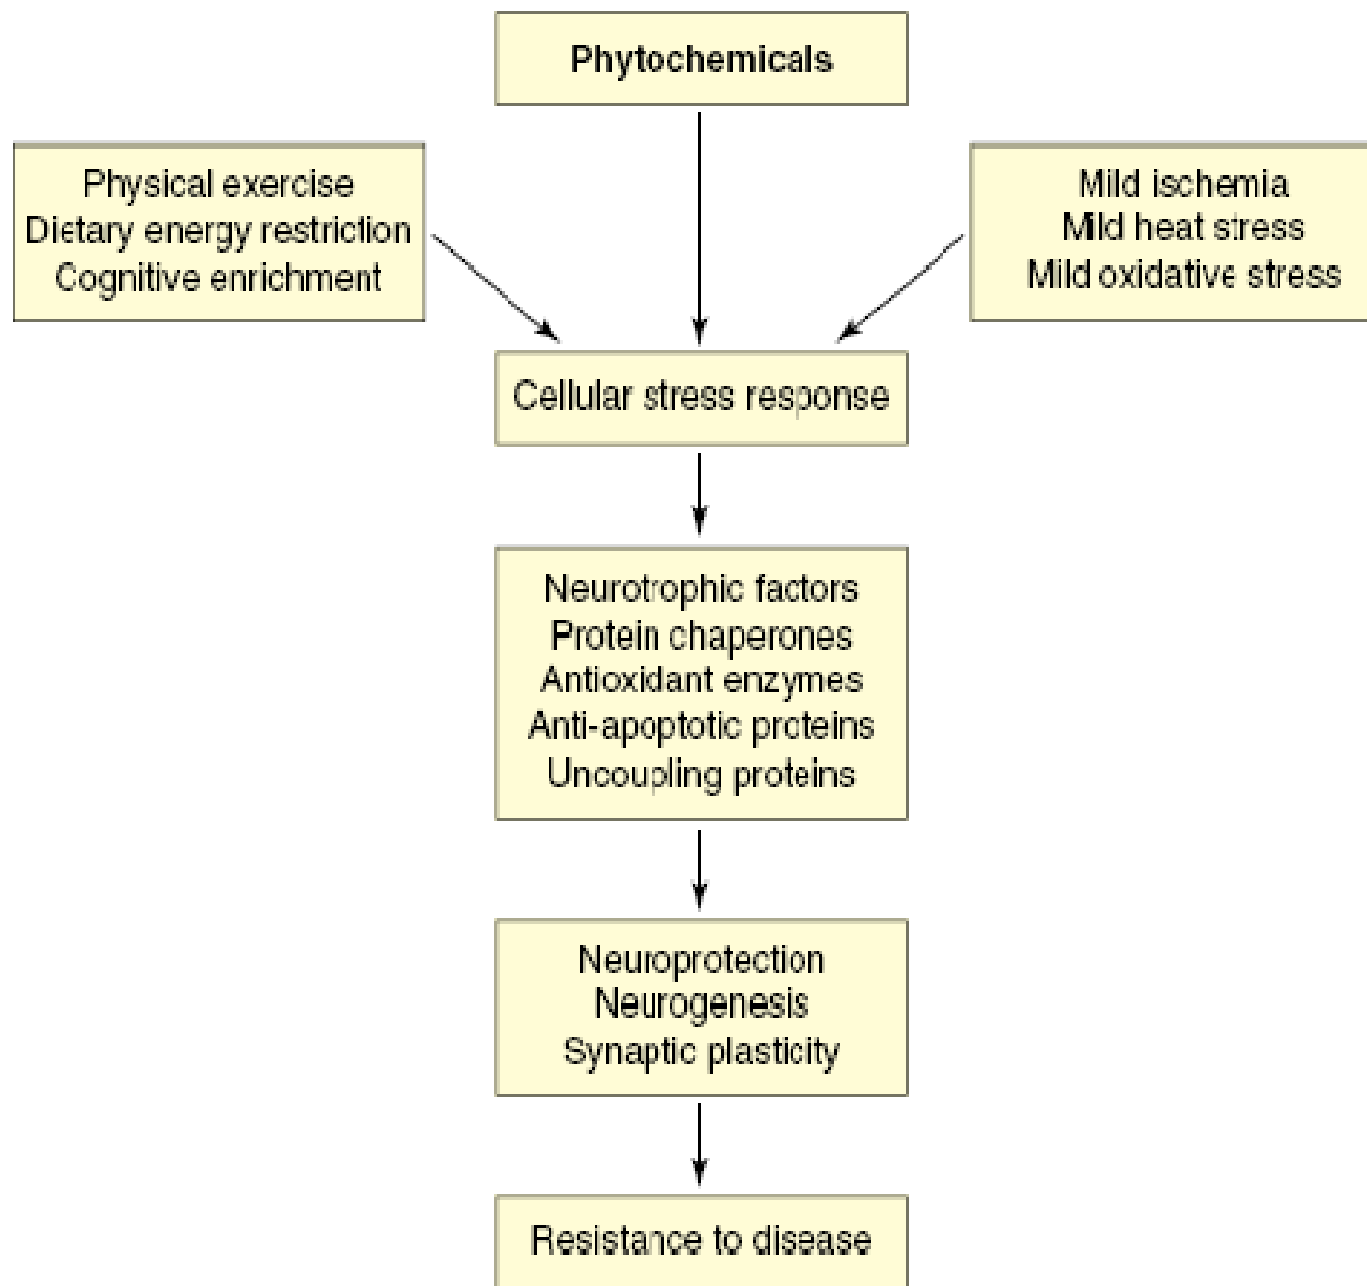 Phytochemicals
Physical exercise
Dietary energy restriction
Cognitive enrichment
Mild ischemia
Mild heat stress
Mild oxidative stress
Cellular stress response
Neurotrophic factors
Protein chaperones
Antioxidant enzymes
Anti-apoptotic proteins
Uncoupling proteins
Neuroprotection
Neurogenesis
Synaptic plasticity
Resistance to disease